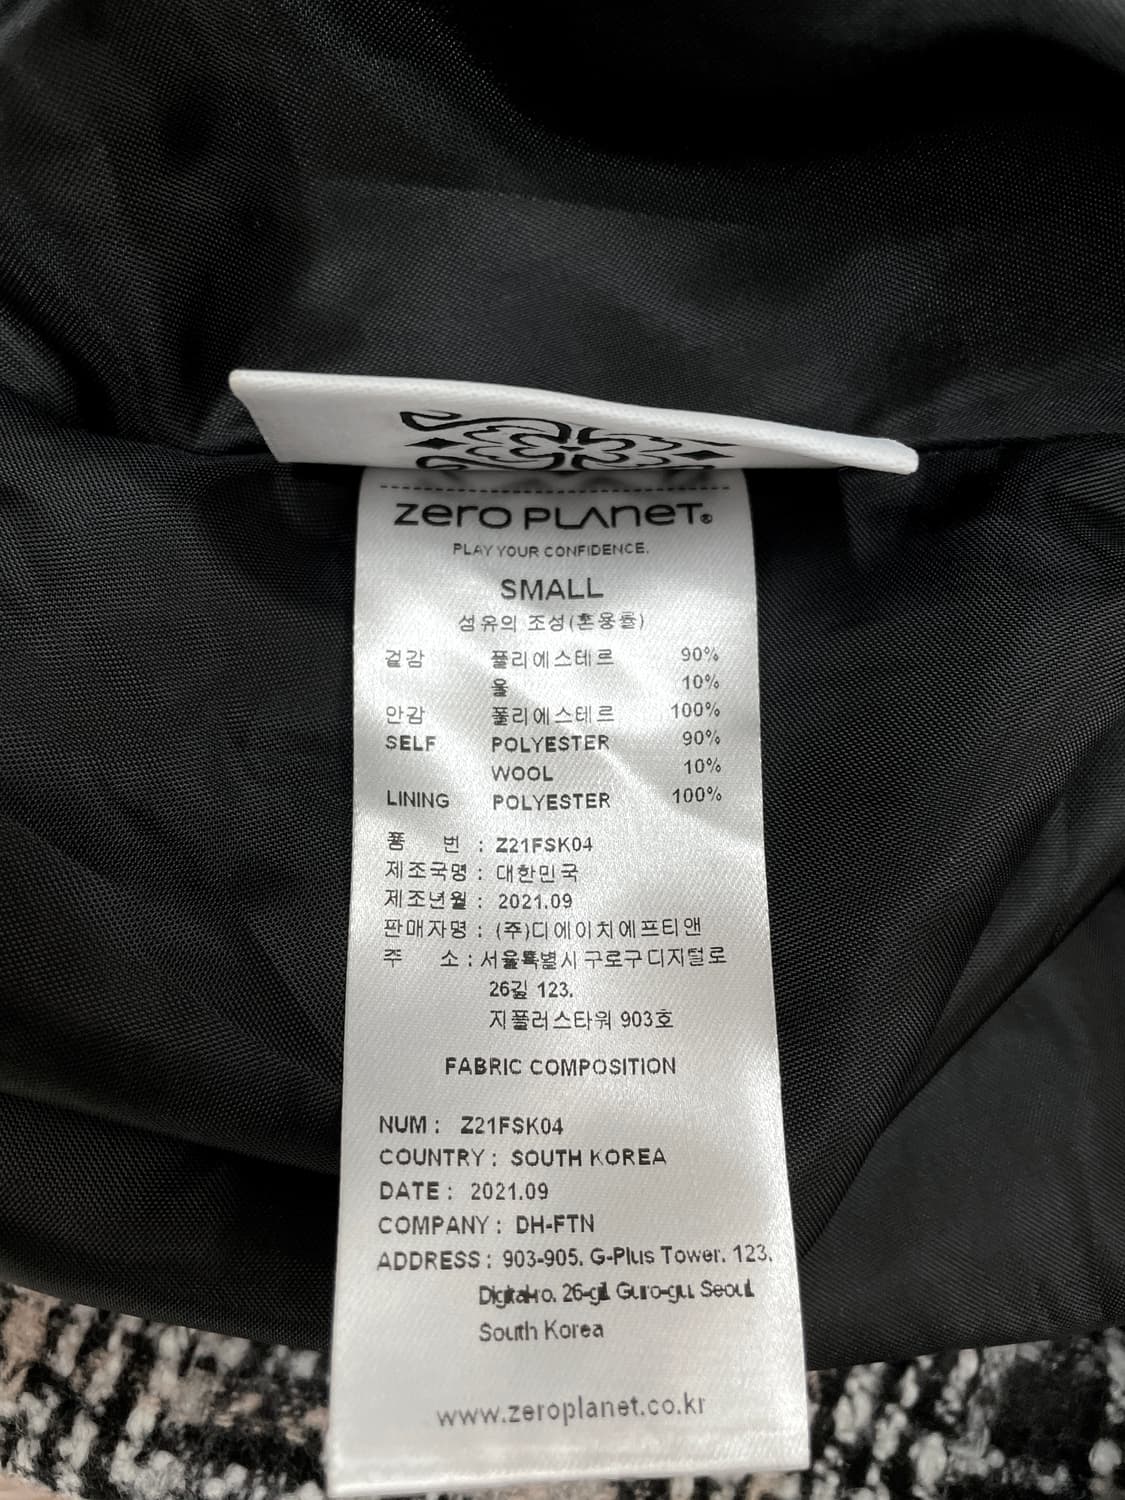 zero PLANeT®
PLAY YOUR CONFIDENCE.
SMALL
섬유의 조성(혼용률)
겉감 폴리에스테르 90%
울 10%
안감 폴리에스테르 100%
SELF POLYESTER 90%
WOOL 10%
LINING POLYESTER 100%
품 번 : Z21FSK04
제조국명 : 대한민국
제조년월 : 2021.09
판매자명 : (주)디에이치에프티앤
주 소 : 서울특별시 구로구 디지털로
26길 123.
지플러스타워 903호
FABRIC COMPOSITION
NUM : Z21FSK04
COUNTRY : SOUTH KOREA
DATE : 2021.09
COMPANY : DH-FTN
ADDRESS : 903-905. G-Plus Tower. 123.
Digital-ro. 26-gil. Guro-gu. Seoul.
South Korea
www.zeroplanet.co.kr